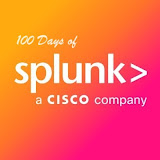 100 Days of
splunk>
a CISCO company